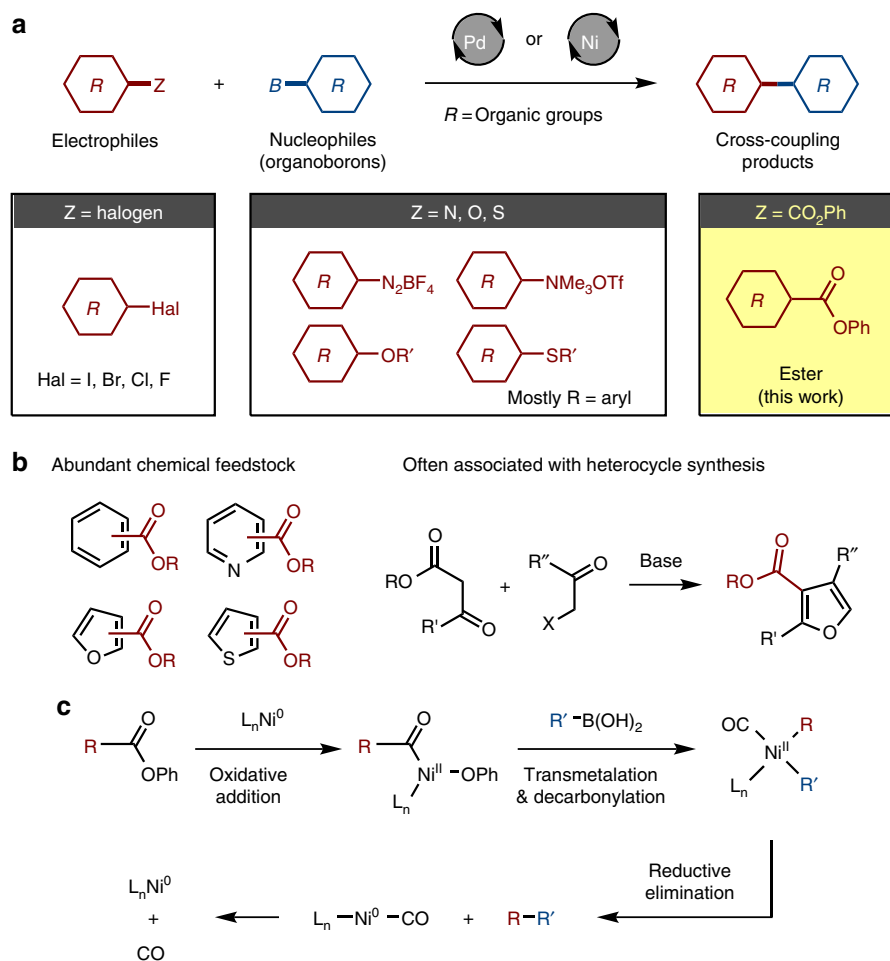 a
Pd or Ni
R Z + B R R R
R = Organic groups
Electrophiles
Nucleophiles
(organoborons)
Cross-coupling
products
Z = halogen
R Hal
Hal = I, Br, Cl, F
Z = N, O, S
R N₂BF₄ R NMe₃OTf
R OR′ R SR′
Mostly R = aryl
Z = CO₂Ph
R O OPh
Ester
(this work)
b
Abundant chemical feedstock
Often associated with heterocycle synthesis
O OR N O OR
O O OR S O OR
RO O R′ O + R″ O X Base RO O R″ R' O
c
R O OPh
LₙNi⁰
Oxidative
addition
R O Niᴵᴵ OPh Lₙ
R′ B(OH)₂
Transmetalation
& decarbonylation
OC R Niᴵᴵ Lₙ R′
Reductive
elimination
LₙNi⁰
+
CO
Lₙ Ni⁰ CO + R R′